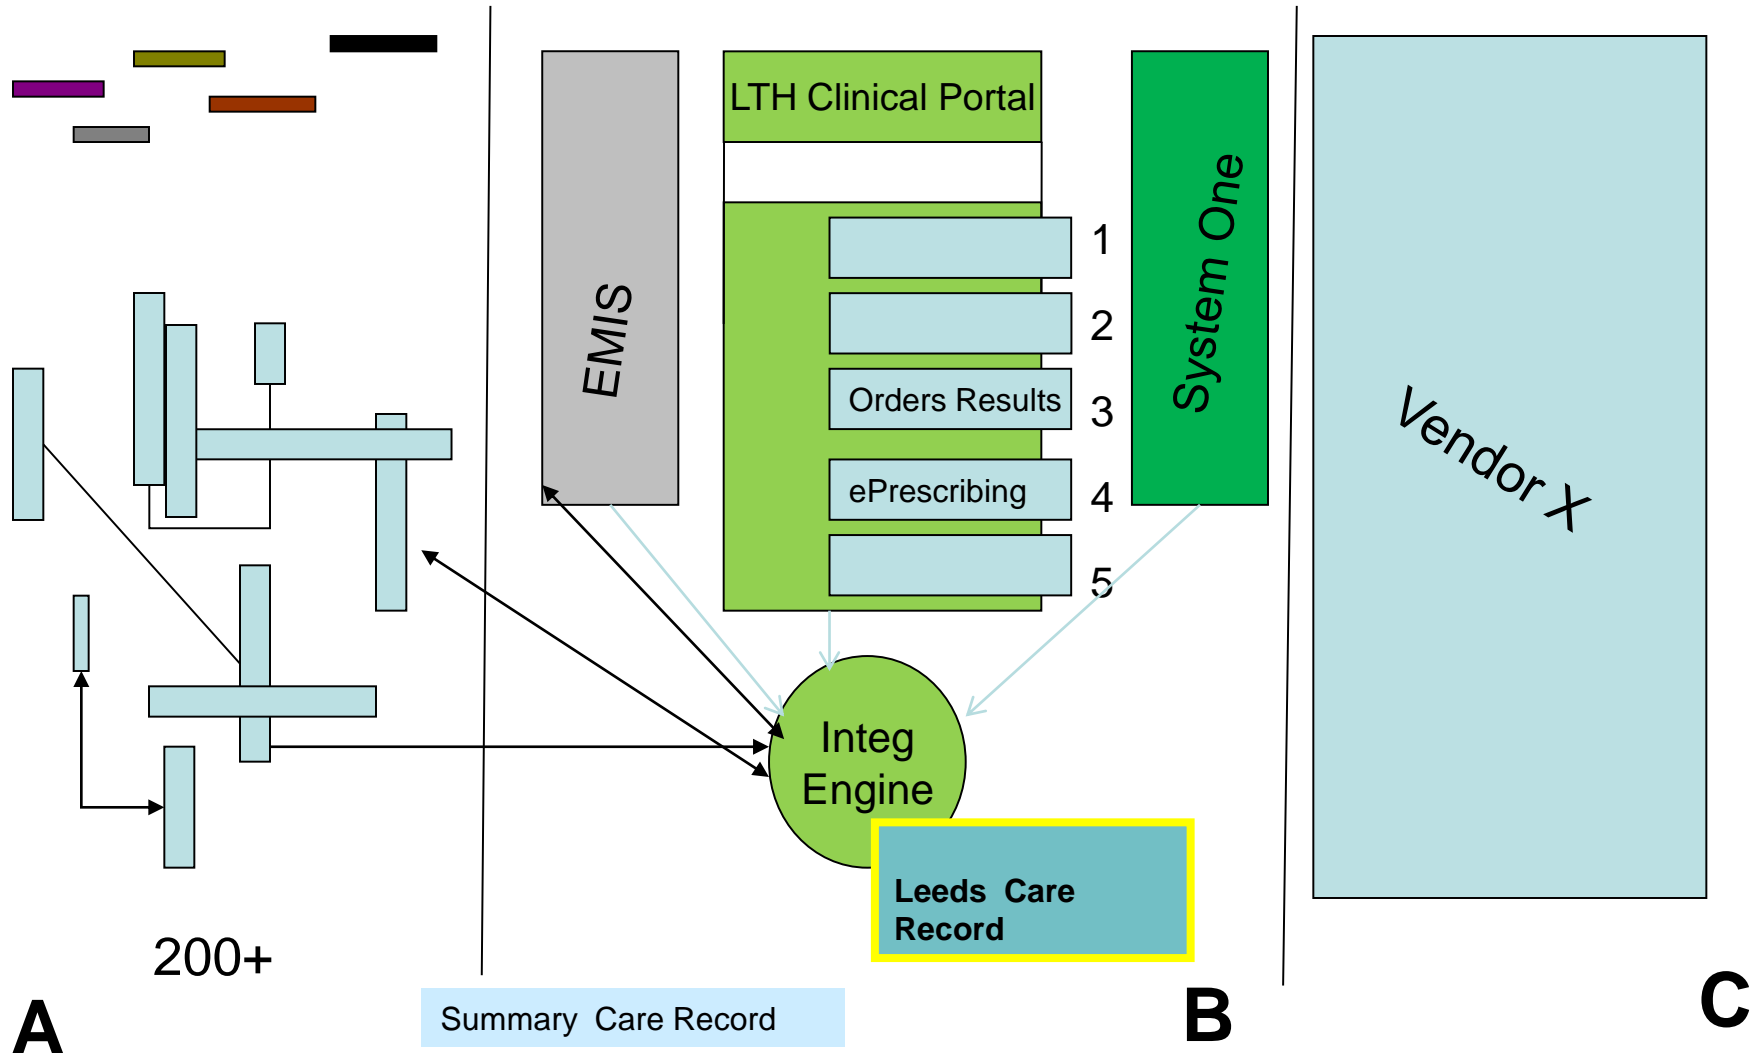 LTH Clinical Portal
EMIS
System One
Vendor X
1
2
Orders Results
3
ePrescribing
4
5
Integ
Engine
Leeds Care
Record
200+
Summary Care Record
A
B
C